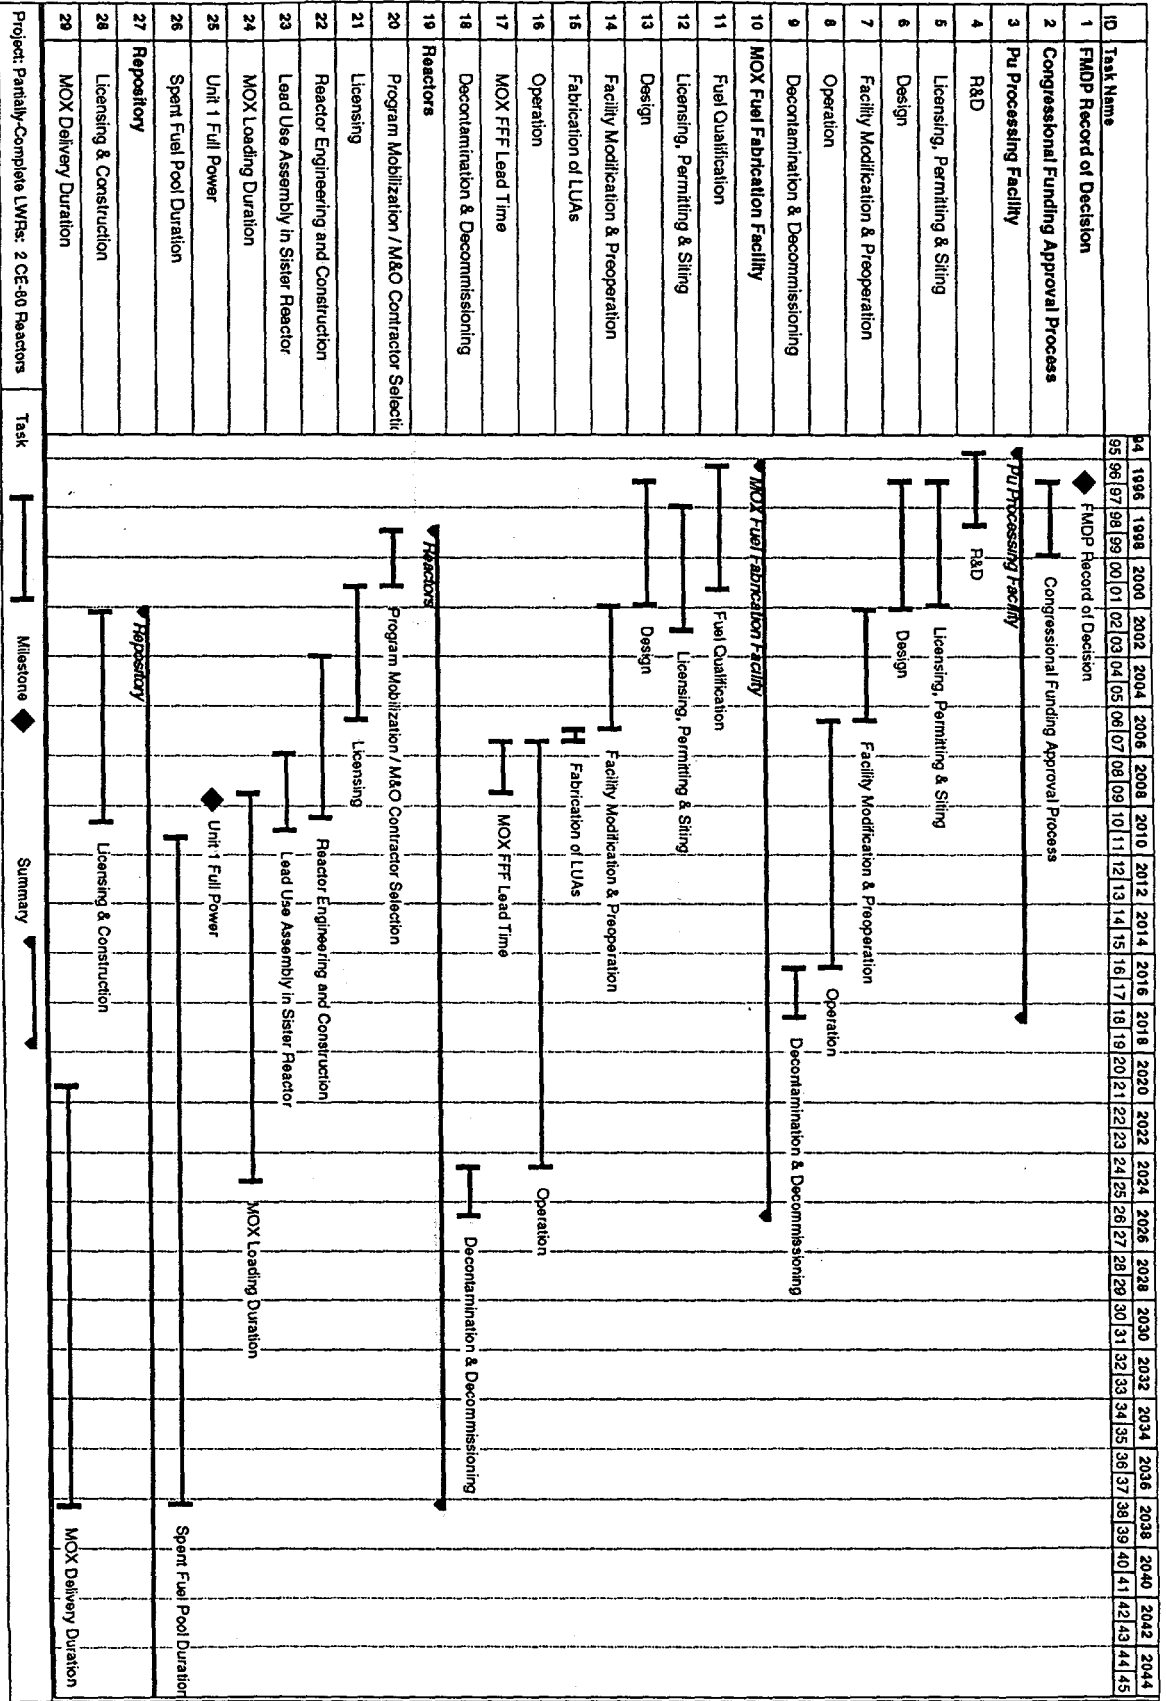 ID Task Name 94 1996 1998 2000 2002 2004 2006 2008 2010 2012 2014 2016 2018 2020 2022 2024 2026 2028 2030 2032 2034 2036 2038 2040 2042 2044
95 96 97 98 99 00 01 02 03 04 05 06 07 08 09 10 11 12 13 14 15 16 17 18 19 20 21 22 23 24 25 26 27 28 29 30 31 32 33 34 35 36 37 38 39 40 41 42 43 44 45
1 FMDP Record of Decision FMDP Record of Decision
2 Congressional Funding Approval Process Congressional Funding Approval Process
3 Pu Processing Facility Pu Processing Facility
4 R&D R&D
5 Licensing, Permitting & Siting Licensing, Permitting & Siting
6 Design Design
7 Facility Modification & Preoperation Facility Modification & Preoperation
8 Operation Operation
9 Decontamination & Decommissioning Decontamination & Decommissioning
10 MOX Fuel Fabrication Facility MOX Fuel Fabrication Facility
11 Fuel Qualification Fuel Qualification
12 Licensing, Permitting & Siting Licensing, Permitting & Siting
13 Design Design
14 Facility Modification & Preoperation Facility Modification & Preoperation
15 Fabrication of LUAs Fabrication of LUAs
16 Operation Operation
17 MOX FFF Lead Time MOX FFF Lead Time
18 Decontamination & Decommissioning Decontamination & Decommissioning
19 Reactors Reactors
20 Program Mobilization / M&O Contractor Selectic Program Mobilization / M&O Contractor Selection
21 Licensing Licensing
22 Reactor Engineering and Construction Reactor Engineering and Construction
23 Lead Use Assembly in Sister Reactor Lead Use Assembly in Sister Reactor
24 MOX Loading Duration MOX Loading Duration
25 Unit 1 Full Power Unit 1 Full Power
26 Spent Fuel Pool Duration Spent Fuel Pool Duration
27 Repository Repository
28 Licensing & Construction Licensing & Construction
29 MOX Delivery Duration MOX Delivery Duration
Project: Partially-Complete LWRs: 2 CE-80 Reactors Task Milestone Summary